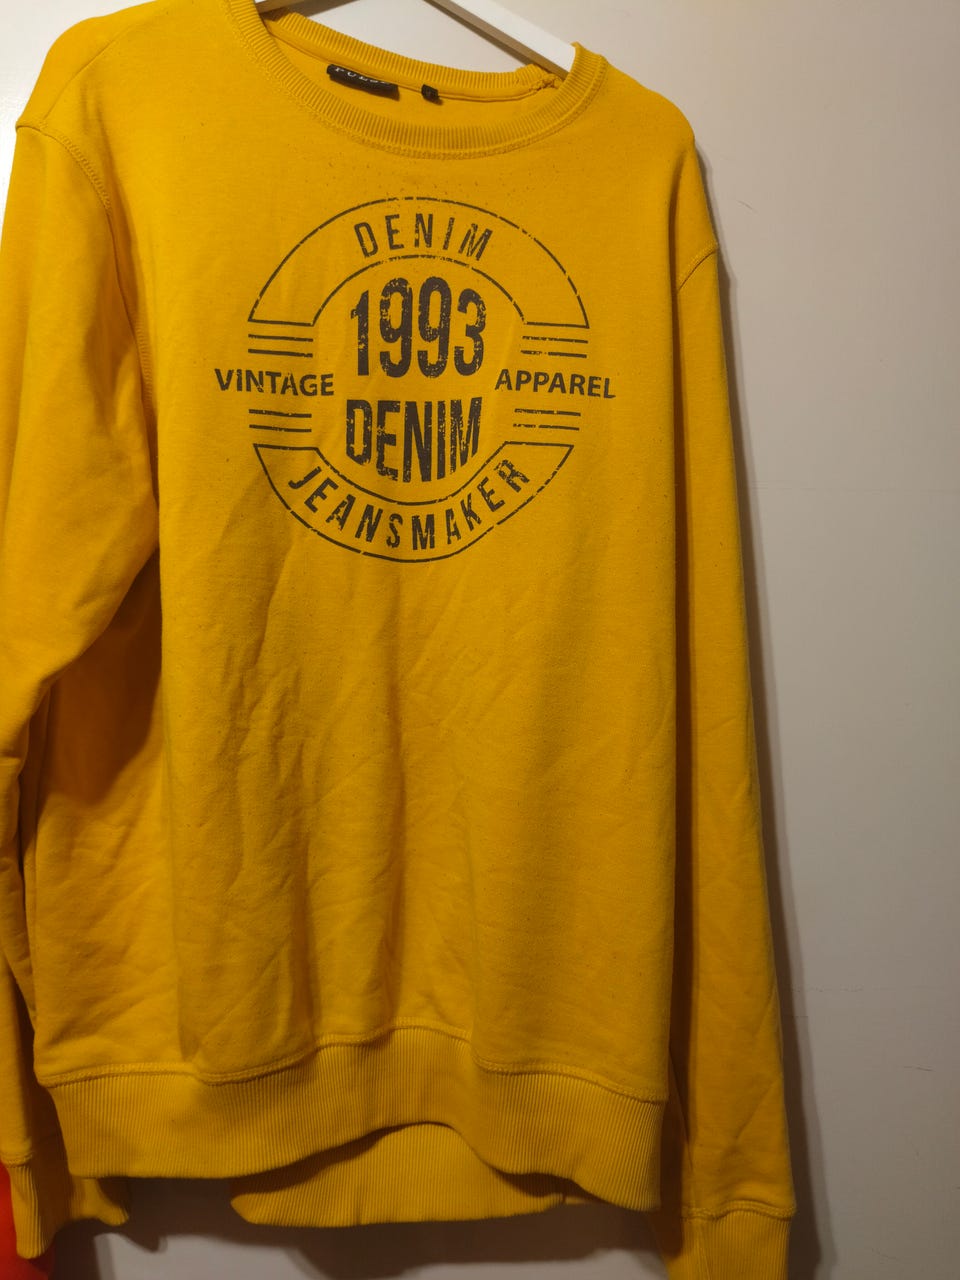 DENIM
1993
VINTAGE APPAREL
DENIM
JEANSMAKER